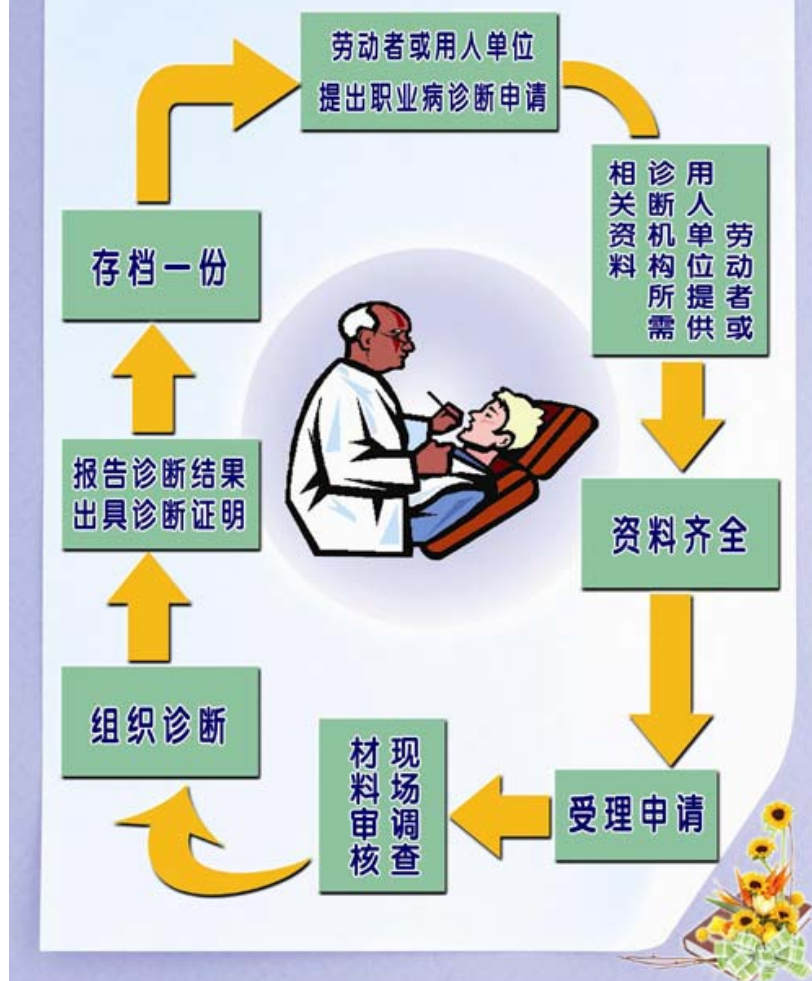 劳动者或用人单位
提出职业病诊断申请
劳动者或
用人单位提供
诊断机构所需
相关资料
资料齐全
受理申请
现场调查
材料审核
组织诊断
报告诊断结果
出具诊断证明
存档一份